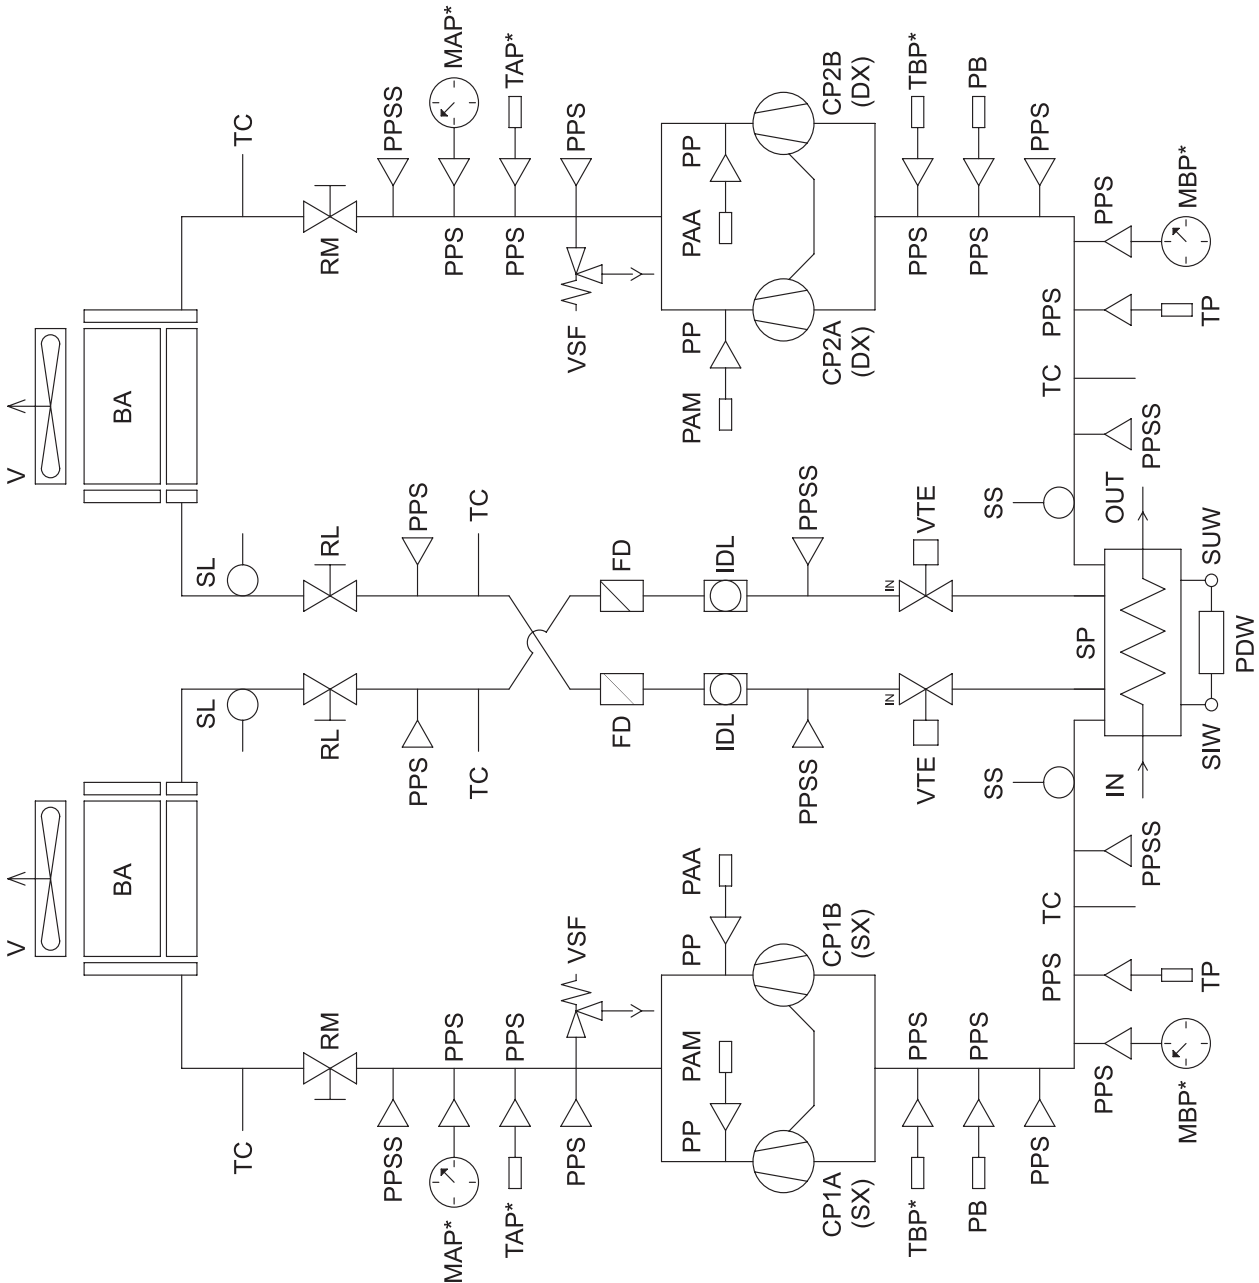 V
V
BA
BA
SL
SL
TC
TC
RM
RL
RL
RM
PPSS
PPSS
PPS
PPS
MAP*
PPS
PPS
MAP*
TC
TC
TAP*
PPS
PPS
TAP*
PPS
VSF
VSF
PPS
FD
FD
PP
PAM
PP
PAA
PAM
PP
PAA
PP
IDL
IDL
PPSS
PPSS
CP1A
(SX)
CP1B
(SX)
CP2A
(DX)
CP2B
(DX)
IN
IN
TBP*
PPS
VTE
VTE
PPS
TBP*
PB
PPS
PPS
PB
SS
SS
PPS
PPS
PPS
TC
TC
PPS
SP
PPS
PPS
IN
OUT
PPSS
PPSS
MBP*
MBP*
TP
SIW
SUW
TP
PDW